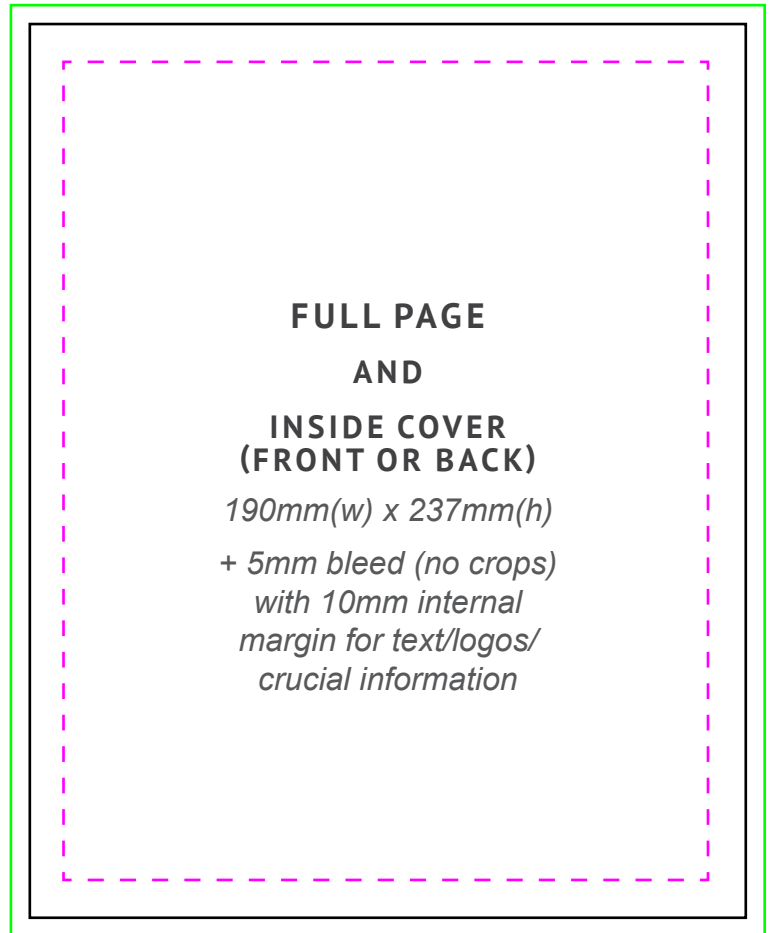 FULL PAGE
AND
INSIDE COVER
(FRONT OR BACK)
190mm(w) x 237mm(h)
+ 5mm bleed (no crops)
with 10mm internal
margin for text/logos/
crucial information